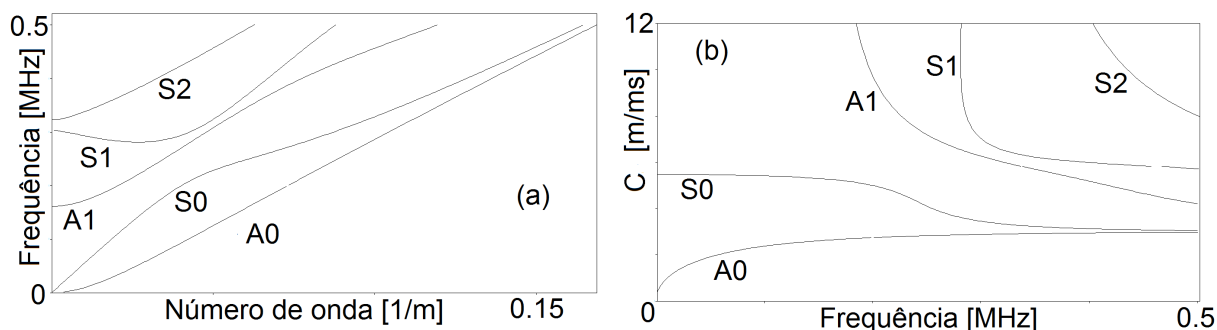 0.5
Frequência [MHz]
S2
S1
A1
S0
A0
(a)
0
Número de onda [1/m]
0.15
12
C [m/ms]
(b)
A1
S1
S2
S0
A0
0
Frequência [MHz]
0.5